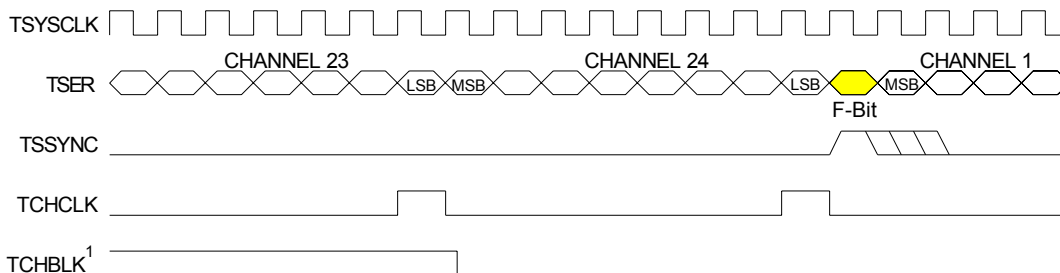 TSYSCLK
CHANNEL 23 CHANNEL 24 CHANNEL 1
TSER LSB MSB LSB MSB
F-Bit
TSSYNC
TCHCLK
TCHBLK1